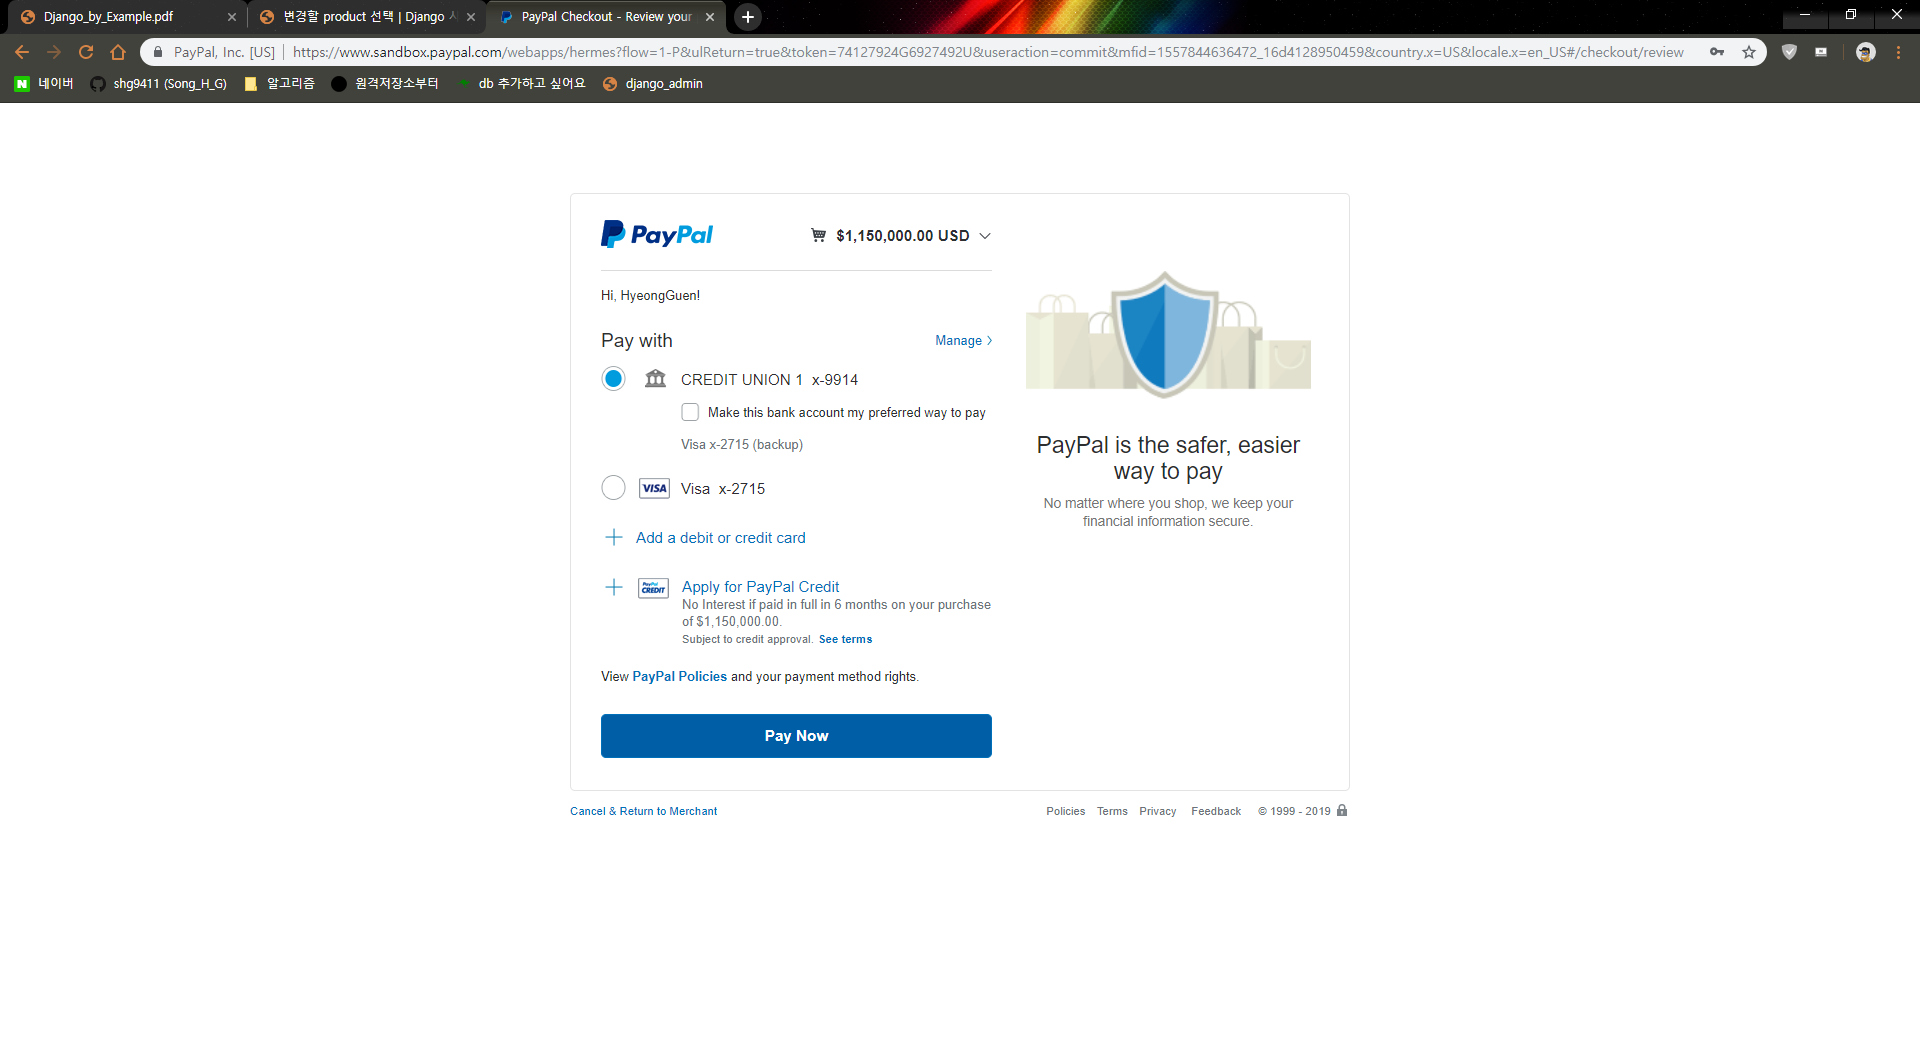 Django_by_Example.pdf
변경할 product 선택 | Django
PayPal Checkout - Review your
PayPal, Inc. [US]
https://www.sandbox.paypal.com/webapps/hermes?flow=1-P&ulReturn=true&token=74127924G6927492U&useraction=commit&mfid=1557844636472_16d4128950459&country.x=US&locale.x=en_US#/checkout/review
N 네이버
shg9411 (Song_H_G)
알고리즘
원격저장소부터
db 추가하고 싶어요
django_admin
PayPal
$1,150,000.00 USD
Hi, HyeongGuen!
Pay with
Manage
CREDIT UNION 1 x-9914
Make this bank account my preferred way to pay
Visa x-2715 (backup)
VISA Visa x-2715
Add a debit or credit card
PayPal CREDIT
Apply for PayPal Credit
No Interest if paid in full in 6 months on your purchase
of $1,150,000.00.
Subject to credit approval. See terms
View PayPal Policies and your payment method rights.
Pay Now
PayPal is the safer, easier
way to pay
No matter where you shop, we keep your
financial information secure.
Cancel & Return to Merchant
Policies Terms Privacy Feedback © 1999 - 2019